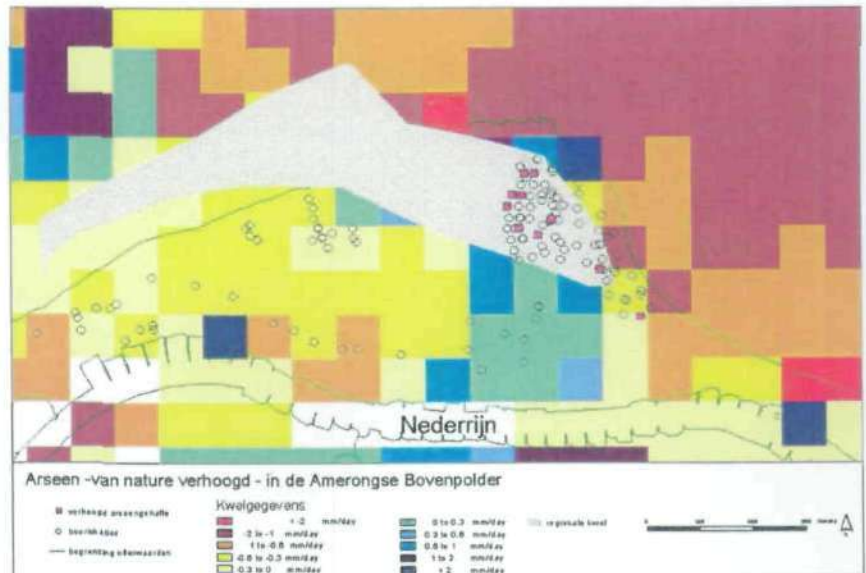 Nederrijn
Arseen -van nature verhoogd - in de Amerongse Bovenpolder
Kwelgegevens
verhoogd arseengehalte
boorlokaties
begrenzing uiterwaarden
< -2 mm/day
-2 to -1 mm/day
1 to -0.6 mm/day
-0.6 to -0.3 mm/day
-0.3 to 0 mm/day
0 to 0.3 mm/day
0.3 to 0.6 mm/day
0.6 to 1 mm/day
1 to 2 mm/day
mm/day
regionale kwel